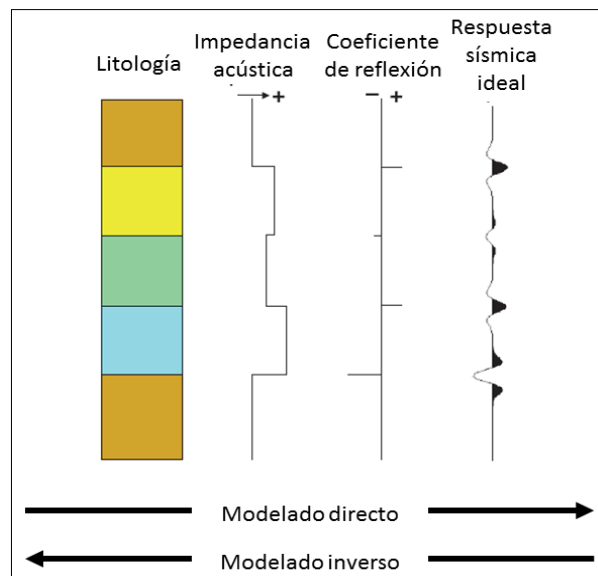 Litología
Impedancia
acústica
Coeficiente
de reflexión
Respuesta
sísmica
ideal
+
− +
Modelado directo
Modelado inverso